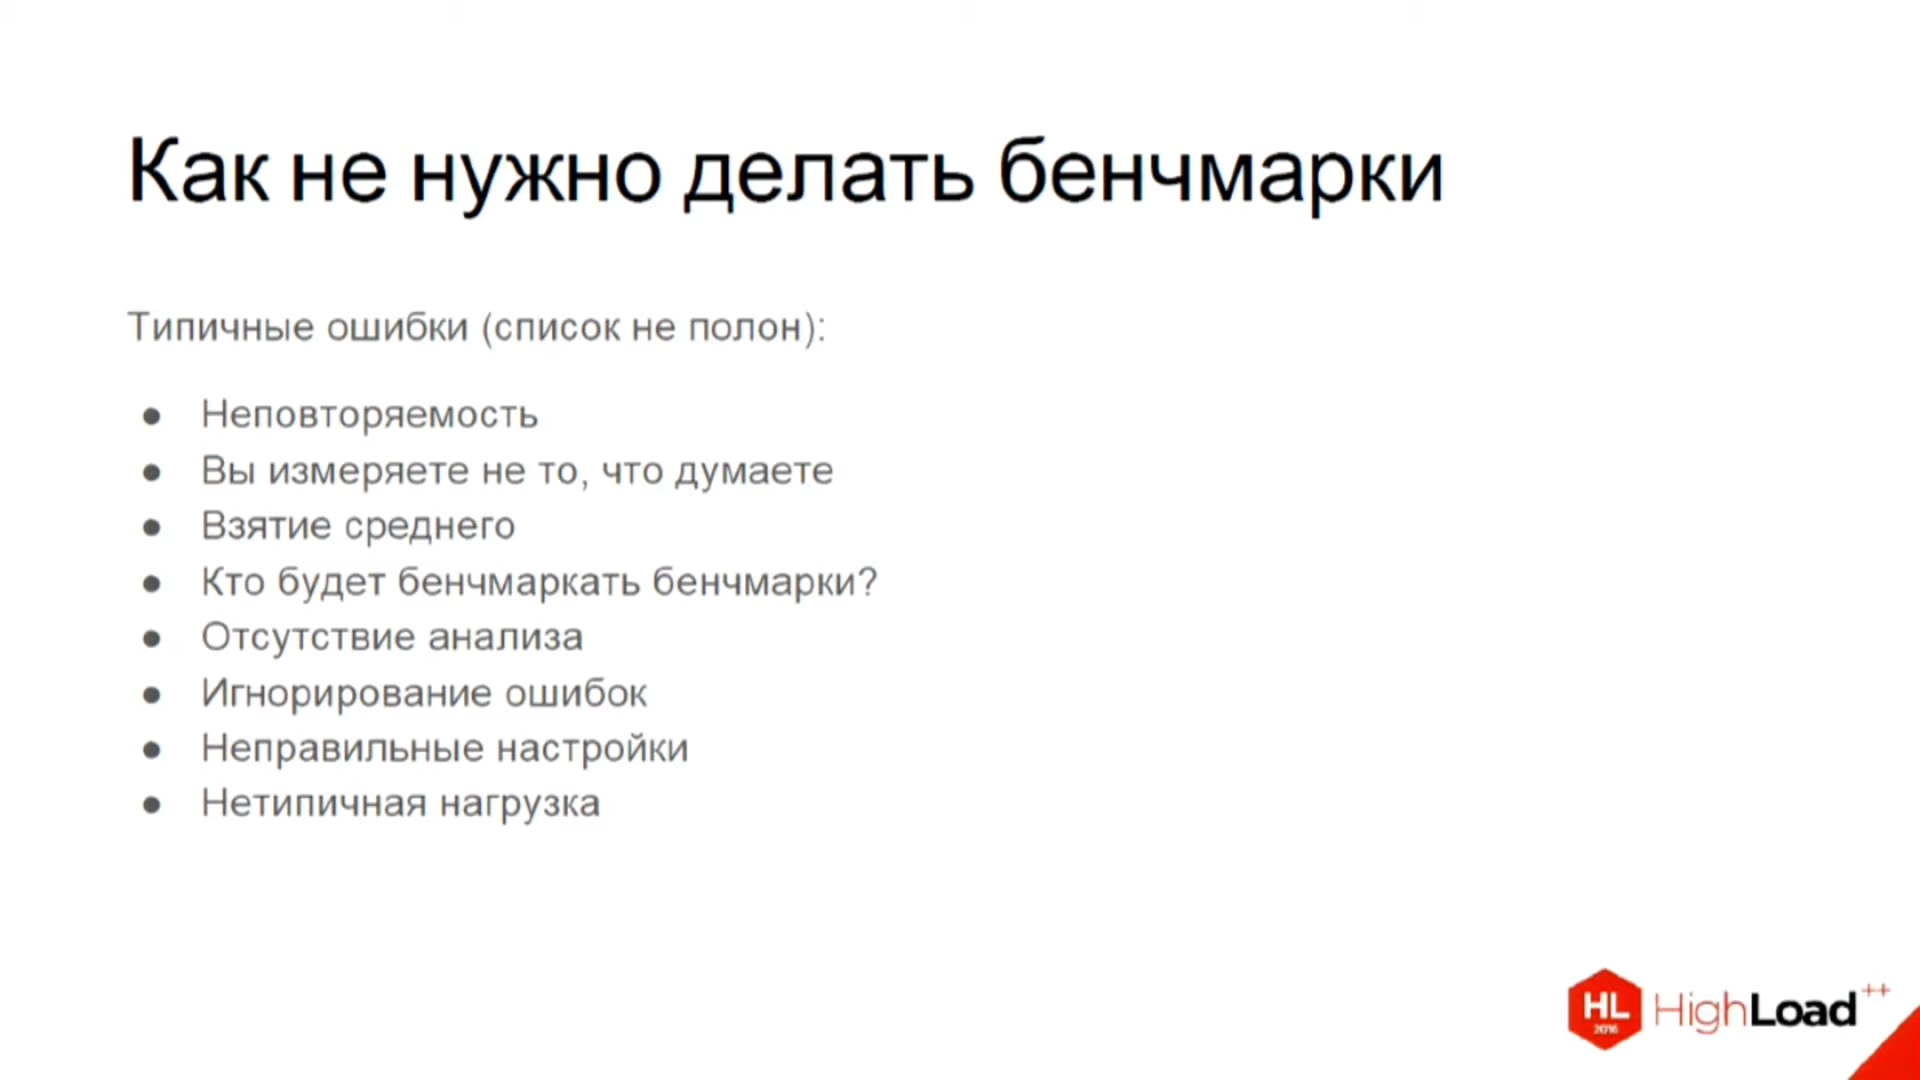 Как не нужно делать бенчмарки
Типичные ошибки (список не полон):
● Неповторяемость
● Вы измеряете не то, что думаете
● Взятие среднего
● Кто будет бенчмаркать бенчмарки?
● Отсутствие анализа
● Игнорирование ошибок
● Неправильные настройки
● Нетипичная нагрузка
HL 2016 HighLoad++